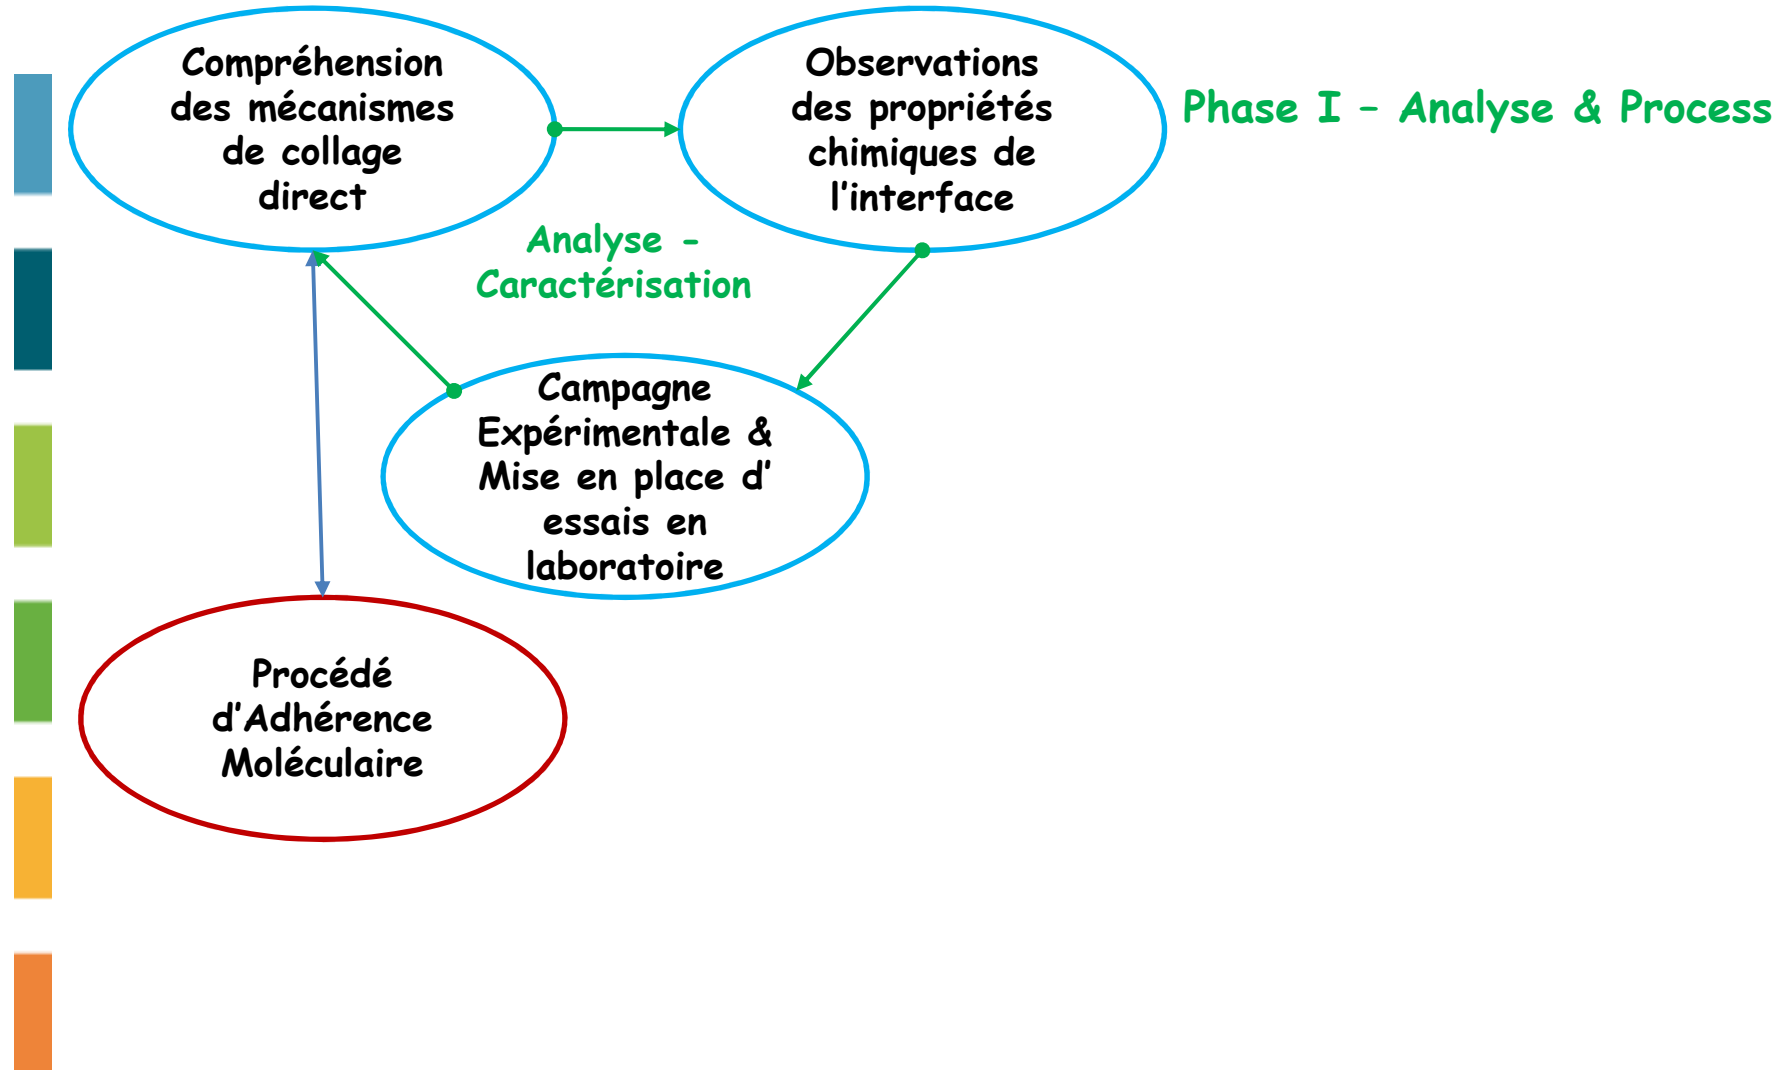 Compréhension
des mécanismes
de collage
direct
Observations
des propriétés
chimiques de
l'interface
Phase I – Analyse & Process
Analyse -
Caractérisation
Campagne
Expérimentale &
Mise en place d'
essais en
laboratoire
Procédé
d'Adhérence
Moléculaire